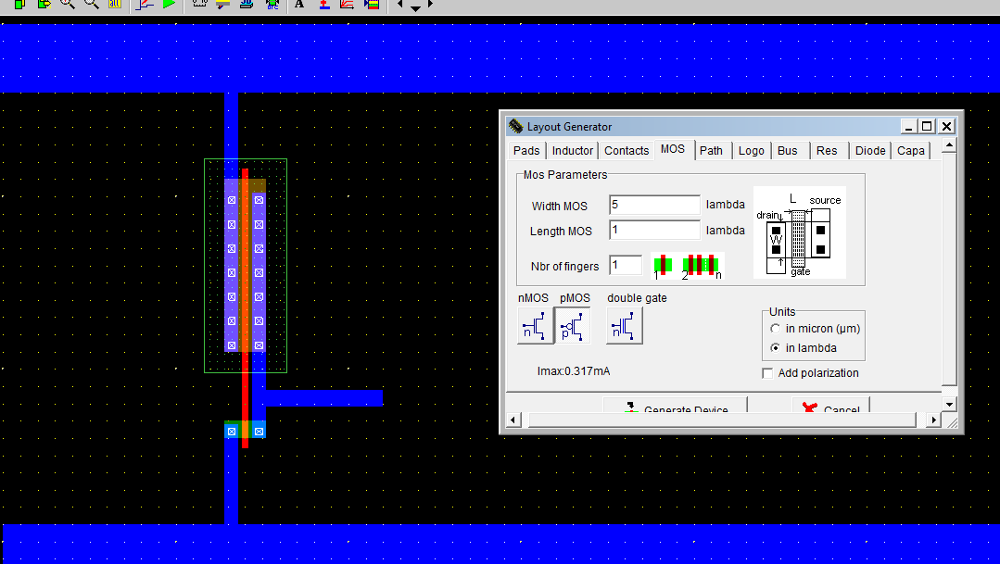 A
Layout Generator
Pads Inductor Contacts MOS Path Logo Bus Res Diode Capa
Mos Parameters
Width MOS 5 lambda
Length MOS 1 lambda
Nbr of fingers 1
1 2 n
L source
drain
W
gate
nMOS pMOS double gate
n p n
Units
in micron (µm)
in lambda
Imax:0.317mA
Add polarization
Generate Device
Cancel